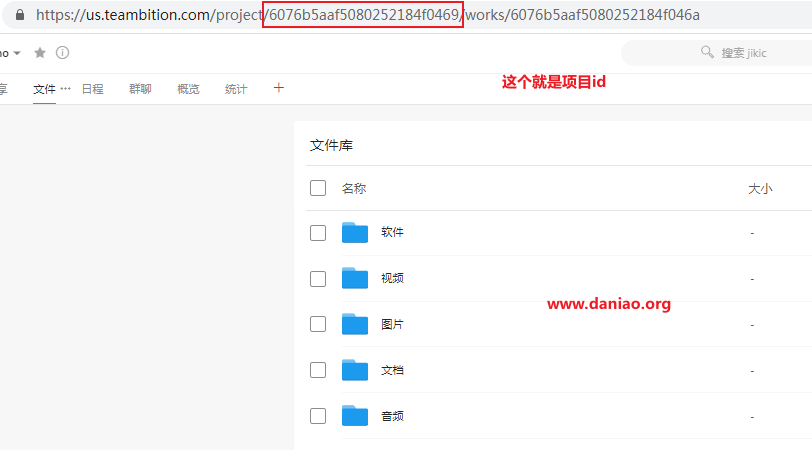 https://us.teambition.com/project/6076b5aaf5080252184f0469/works/6076b5aaf5080252184f046a
搜索 jikic
文件 ··· 日程 群聊 概览 统计 +
这个就是项目id
文件库
名称 大小
软件 -
视频 -
www.daniao.org
图片 -
文档 -
音频 -